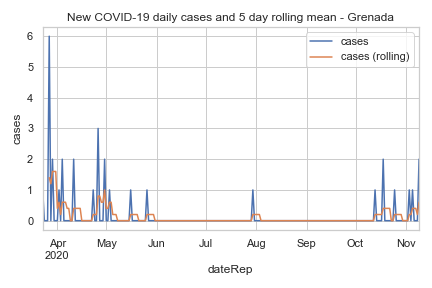 New COVID-19 daily cases and 5 day rolling mean - Grenada
cases
cases (rolling)
6
5
4
3
2
1
0
cases
Apr May Jun Jul Aug Sep Oct Nov
2020
dateRep